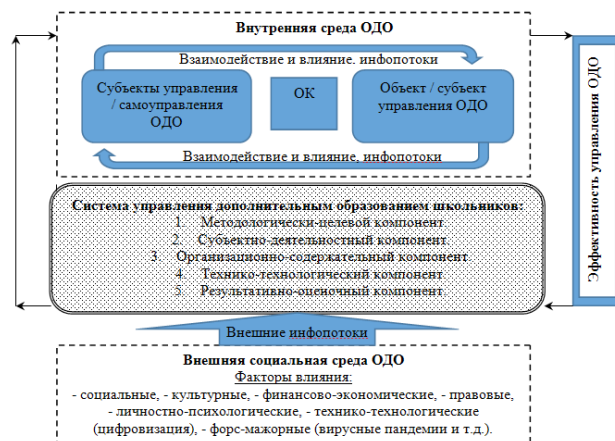 Внутренняя среда ОДО
Взаимодействие и влияние. инфопотоки
Субъекты управления
/ самоуправления
ОДО
ОК
Объект / субъект
управления ОДО
Взаимодействие и влияние, инфопотоки
Эффективность управления ОДО
Система управления дополнительным образованием школьников:
1. Методологически-целевой компонент.
2. Субъектно-деятельностный компонент.
3. Организационно-содержательный компонент.
4. Технико-технологический компонент
5. Результативно-оценочный компонент.
Внешние инфопотоки
Внешняя социальная среда ОДО
Факторы влияния:
- социальные, - культурные, - финансово-экономические, - правовые,
- личностно-психологические, - технико-технологические
(цифровизация), - форс-мажорные (вирусные пандемии и т.д.).